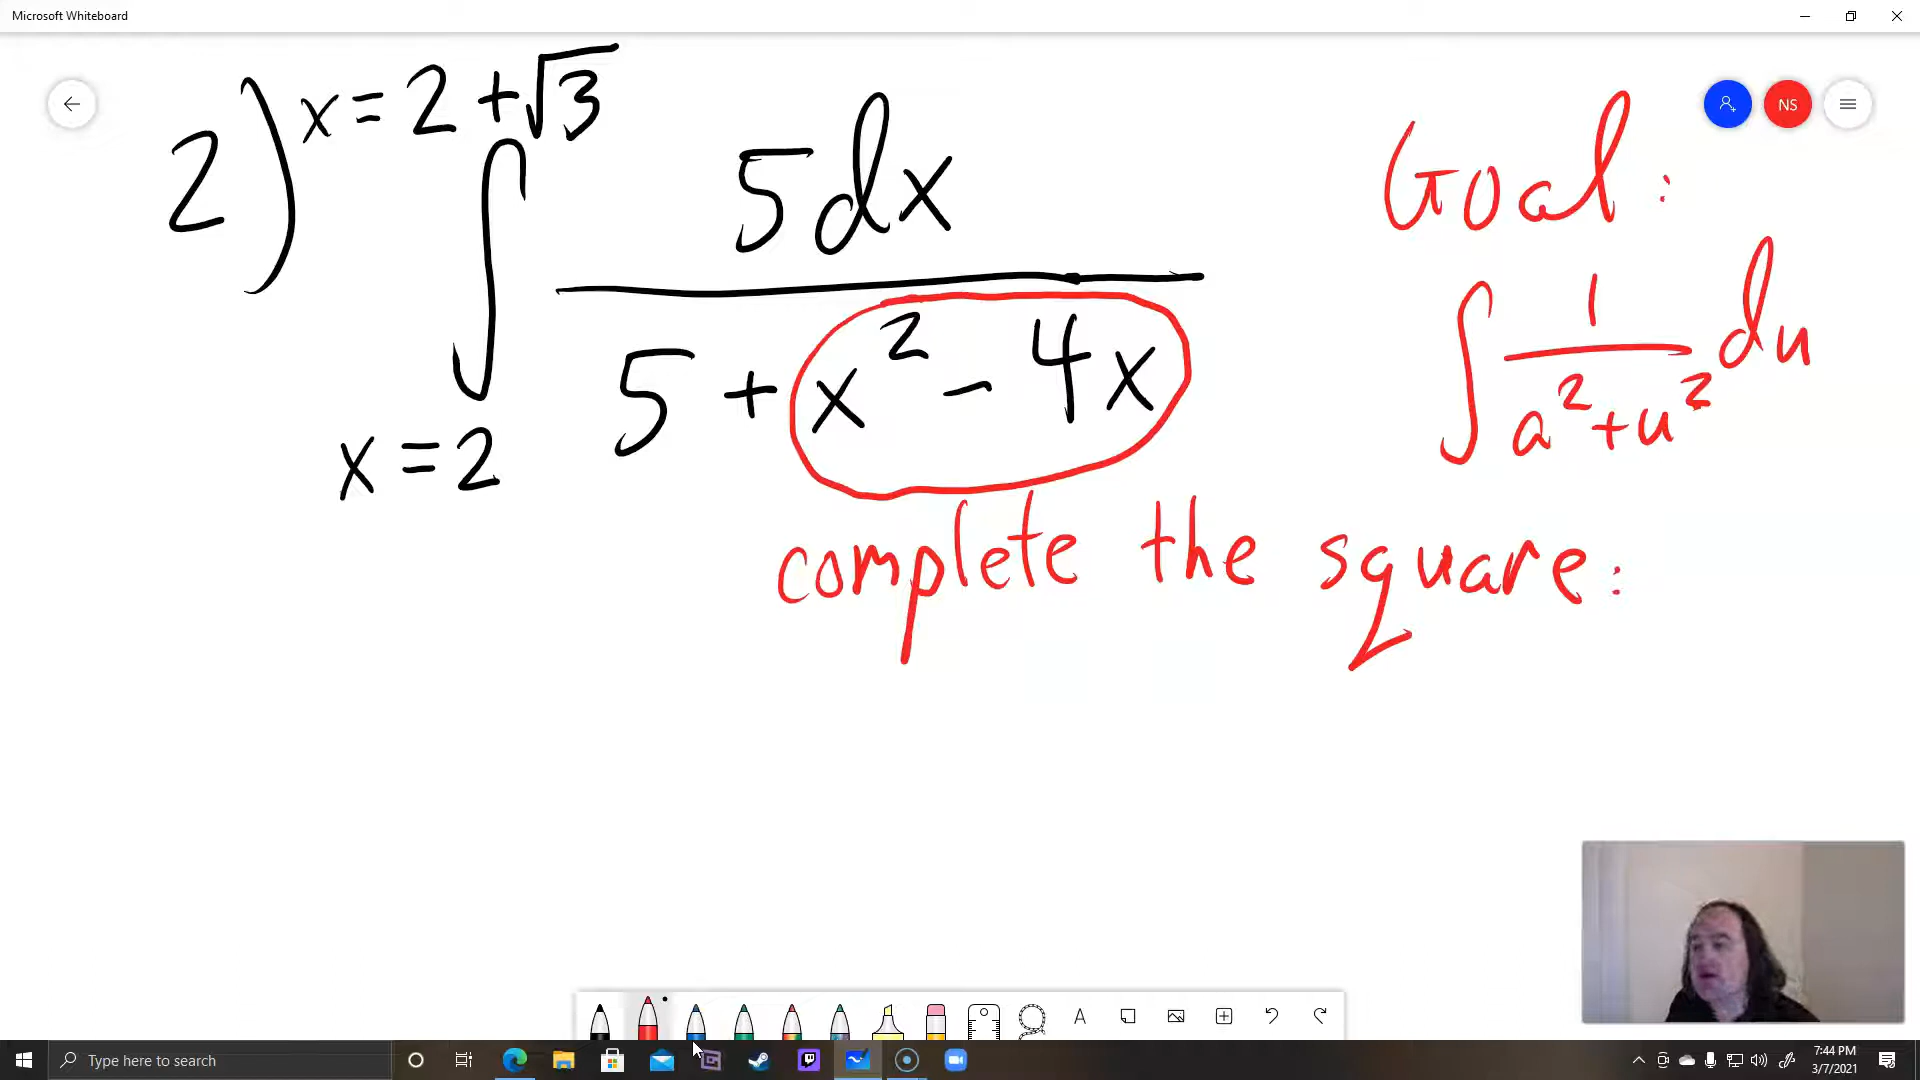 Microsoft Whiteboard
NS
2) ∫ 5dx / (5 + x² − 4x)
x = 2 + √3
x = 2
Goal:
∫ 1/(a² + u²) du
complete the square:
A
Type here to search
7:44 PM
3/7/2021